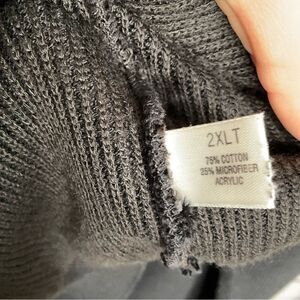 2XLT
75% COTTON
25% MICROFIBER
ACRYLIC